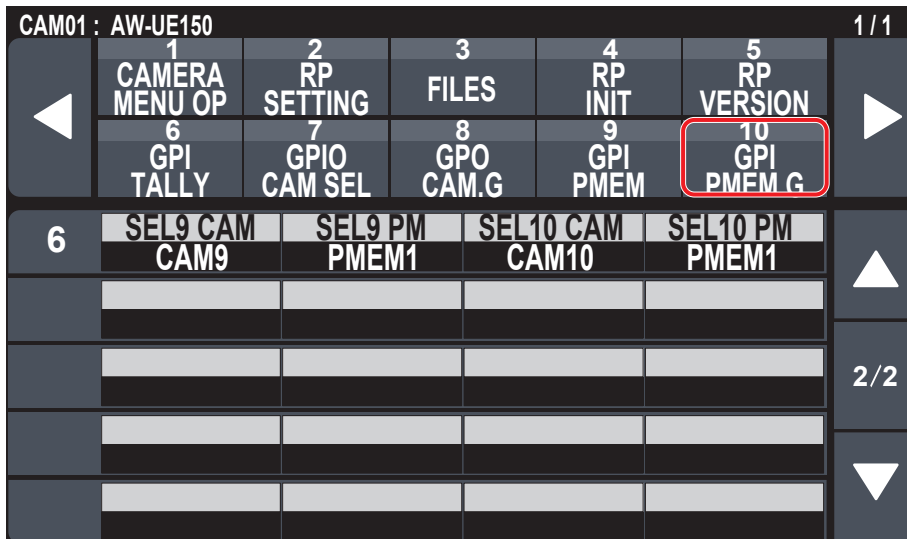 CAM01 : AW-UE150 1 / 1
1 2 3 4 5
CAMERA MENU OP
RP SETTING
FILES
RP INIT
RP VERSION
6 7 8 9 10
GPI TALLY
GPIO CAM SEL
GPO CAM.G
GPI PMEM
GPI PMEM.G
6
SEL9 CAM SEL9 PM SEL10 CAM SEL10 PM
CAM9 PMEM1 CAM10 PMEM1
2/2